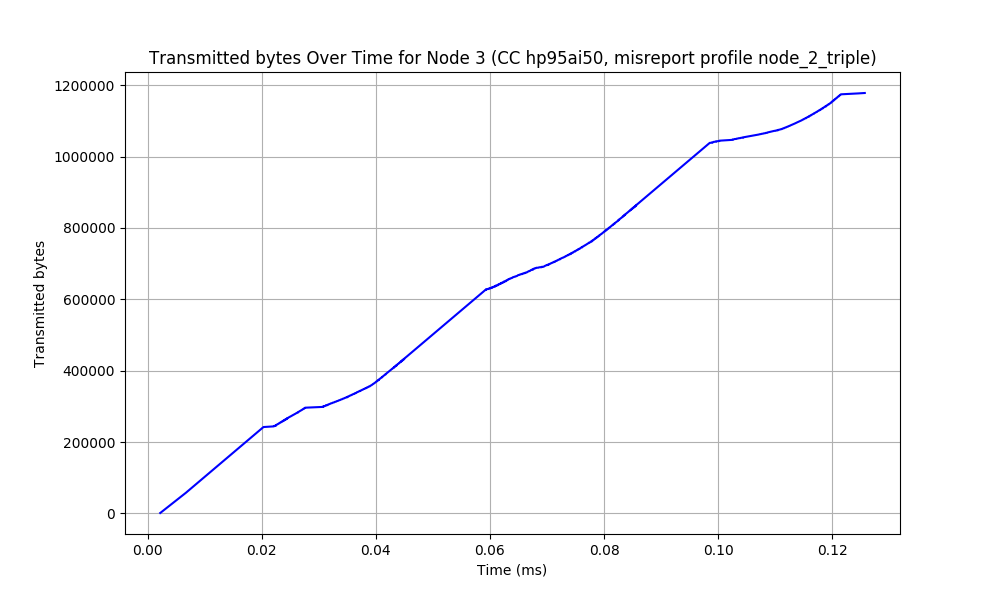 Transmitted bytes Over Time for Node 3 (CC hp95ai50, misreport profile node_2_triple)
1200000
1000000
800000
600000
400000
200000
0
Transmitted bytes
0.00 0.02 0.04 0.06 0.08 0.10 0.12
Time (ms)